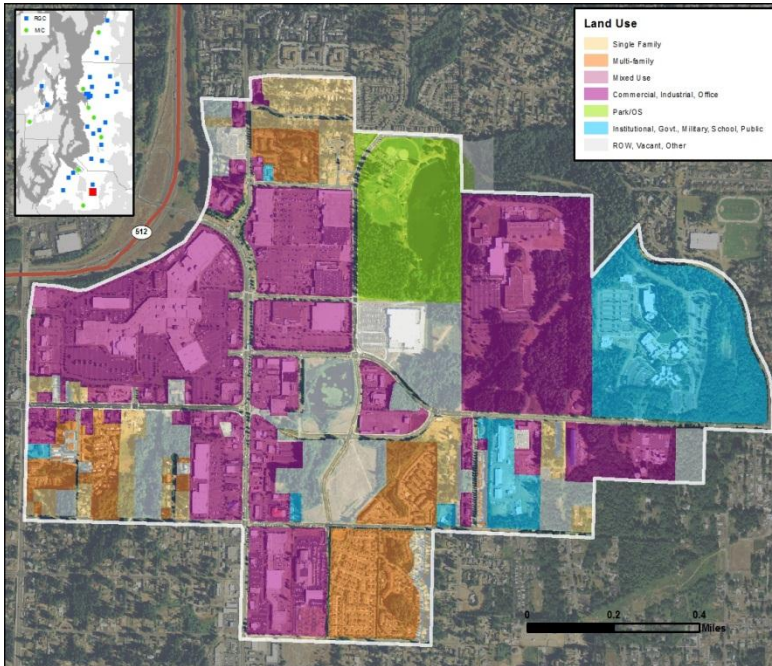 RGC
MIC
Land Use
Single Family
Multi-family
Mixed Use
Commercial, Industrial, Office
Park/OS
Institutional, Govt., Military, School, Public
ROW, Vacant, Other
512
0 0.2 0.4
Miles